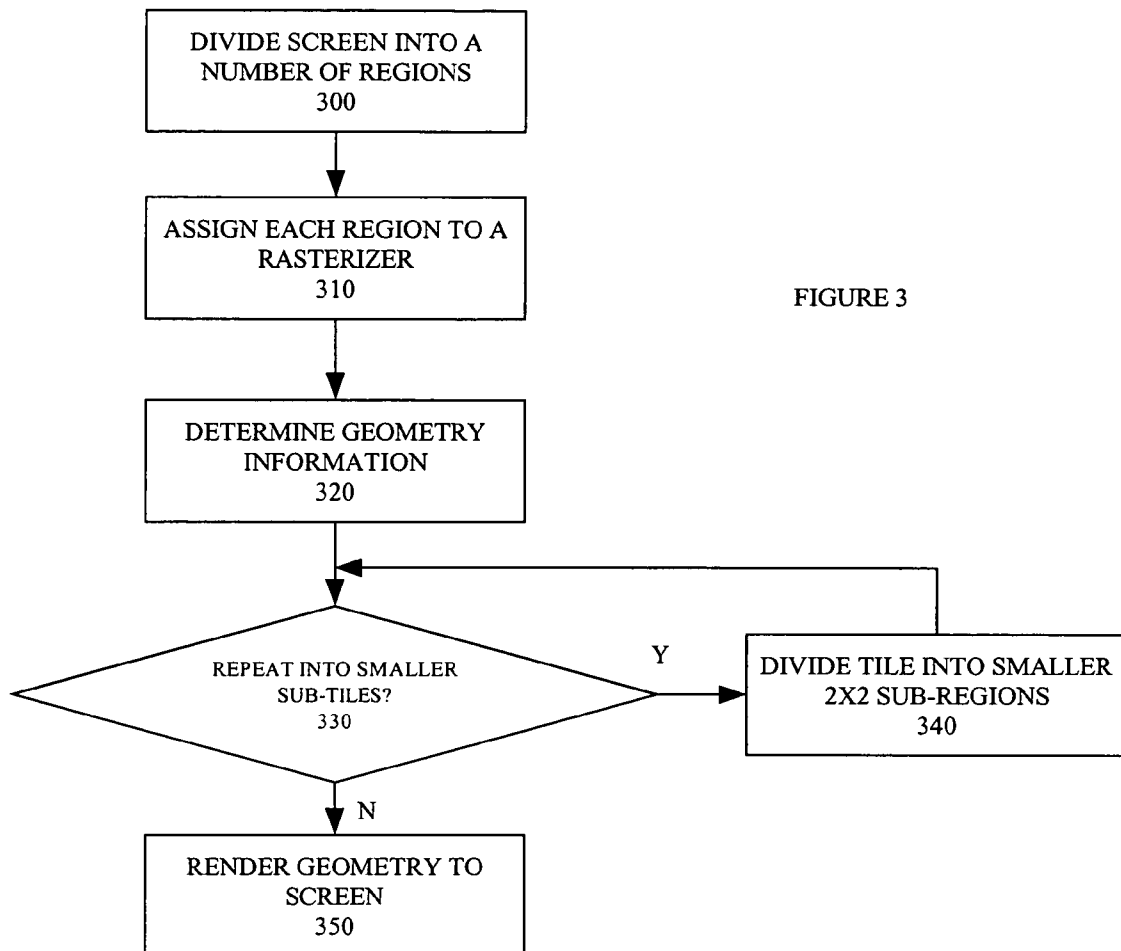 DIVIDE SCREEN INTO A
NUMBER OF REGIONS
300
ASSIGN EACH REGION TO A
RASTERIZER
310
FIGURE 3
DETERMINE GEOMETRY
INFORMATION
320
REPEAT INTO SMALLER
SUB-TILES?
330
Y
DIVIDE TILE INTO SMALLER
2X2 SUB-REGIONS
340
N
RENDER GEOMETRY TO
SCREEN
350